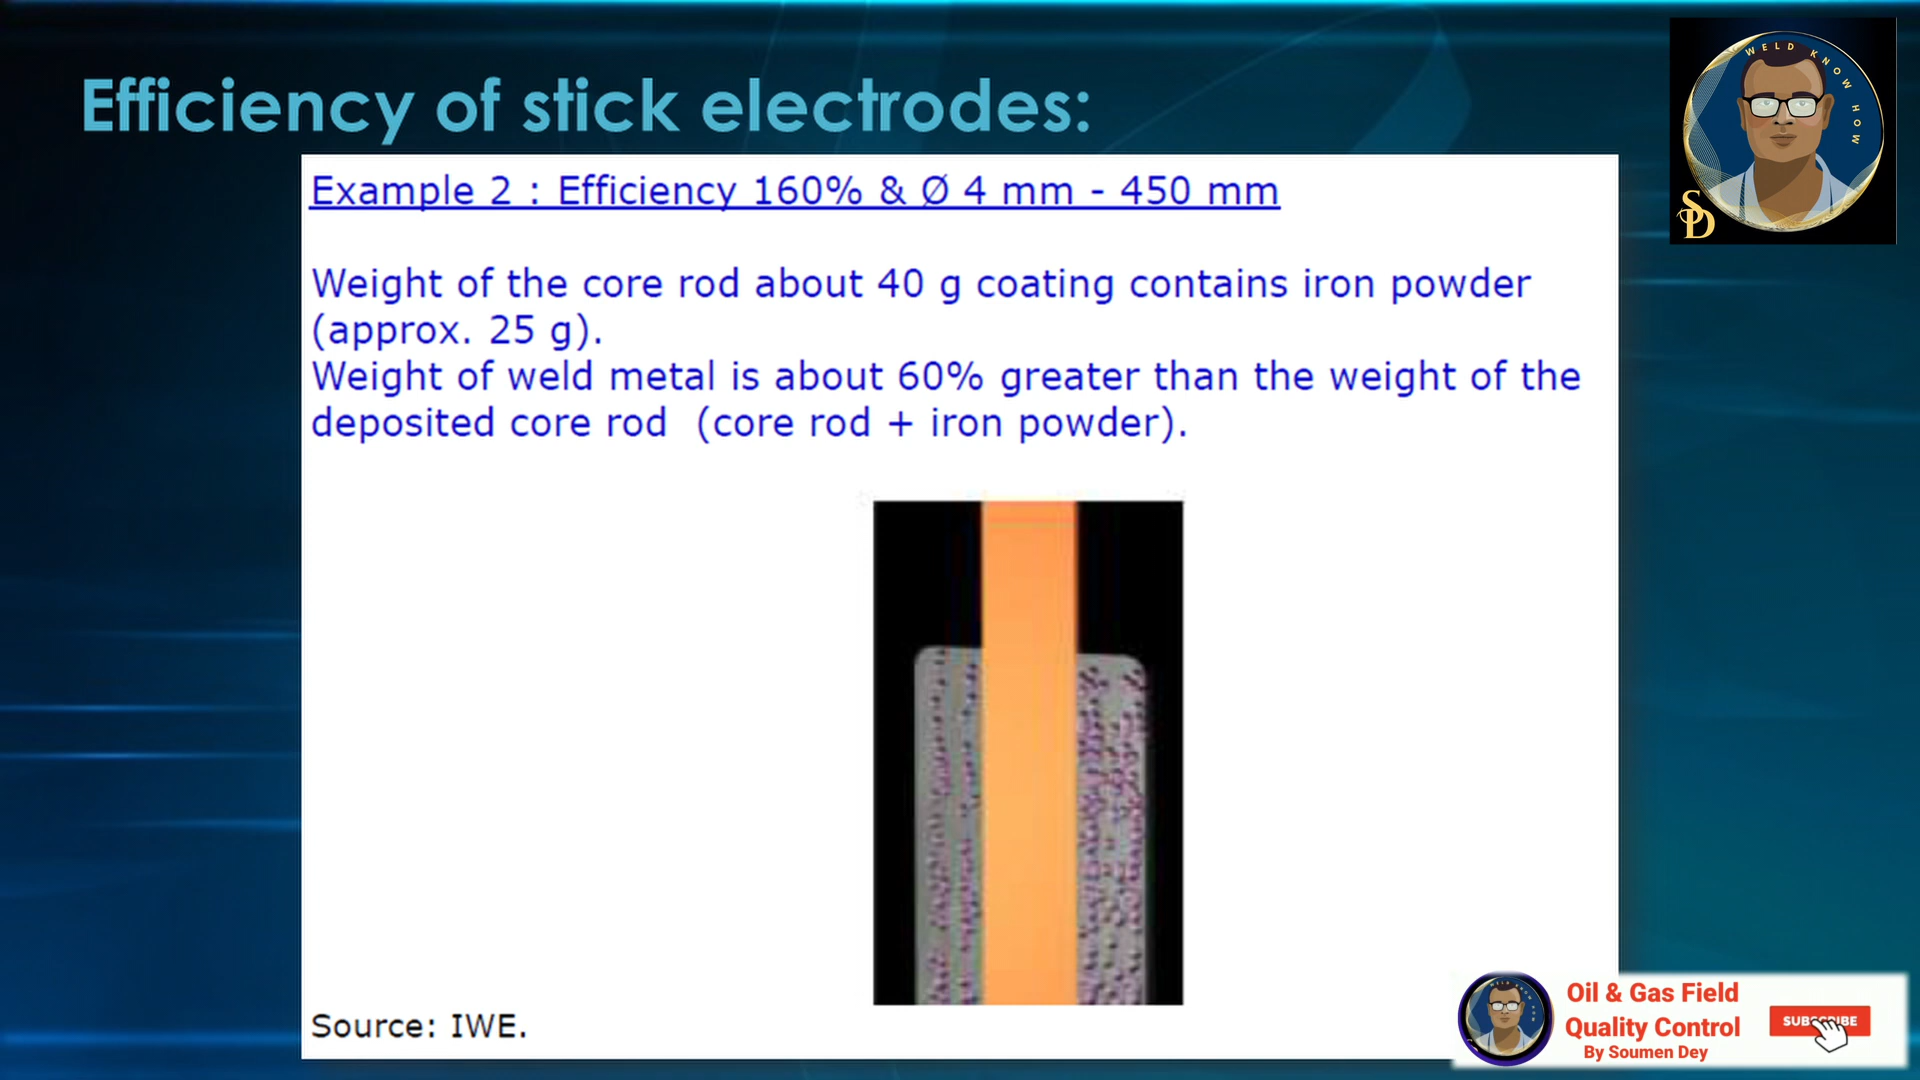 WELD KNOW HOW
SD
Efficiency of stick electrodes:
Example 2 : Efficiency 160% & Ø 4 mm - 450 mm
Weight of the core rod about 40 g coating contains iron powder
(approx. 25 g).
Weight of weld metal is about 60% greater than the weight of the
deposited core rod (core rod + iron powder).
Source: IWE.
Oil & Gas Field
Quality Control
By Soumen Dey
SUBSCRIBE